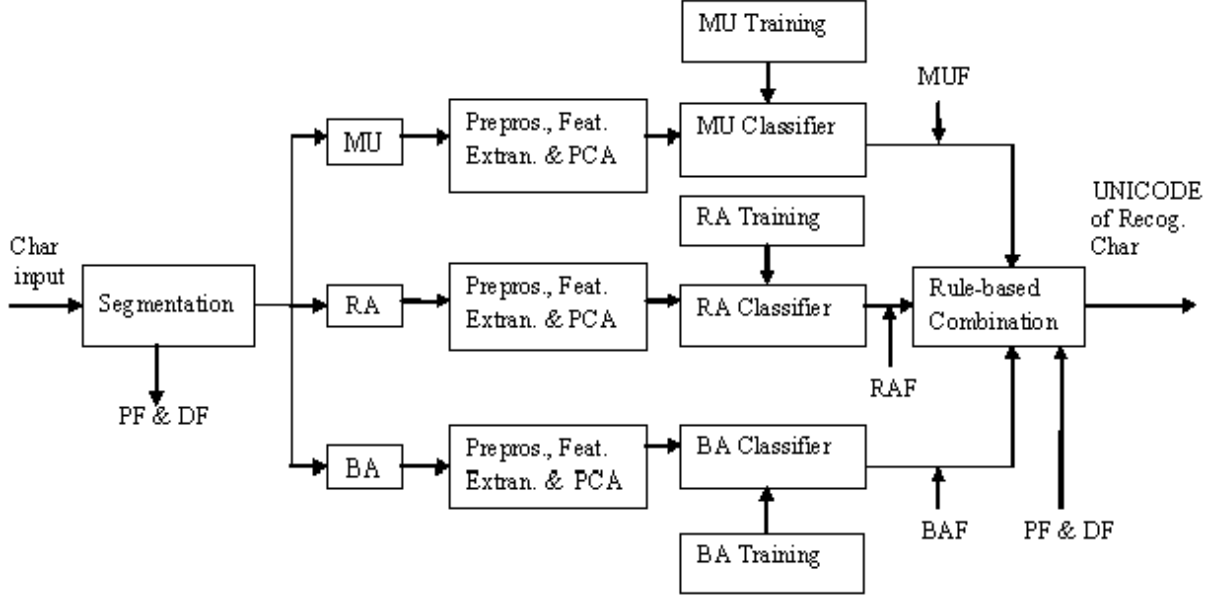 MU Training
MUF
MU
Prepros., Feat.
Extran. & PCA
MU Classifier
UNICODE
of Recog.
Char
RA Training
Char
input
Segmentation
RA
Prepros., Feat.
Extran. & PCA
RA Classifier
Rule-based
Combination
RAF
PF & DF
BA
Prepros., Feat.
Extran. & PCA
BA Classifier
BAF
PF & DF
BA Training